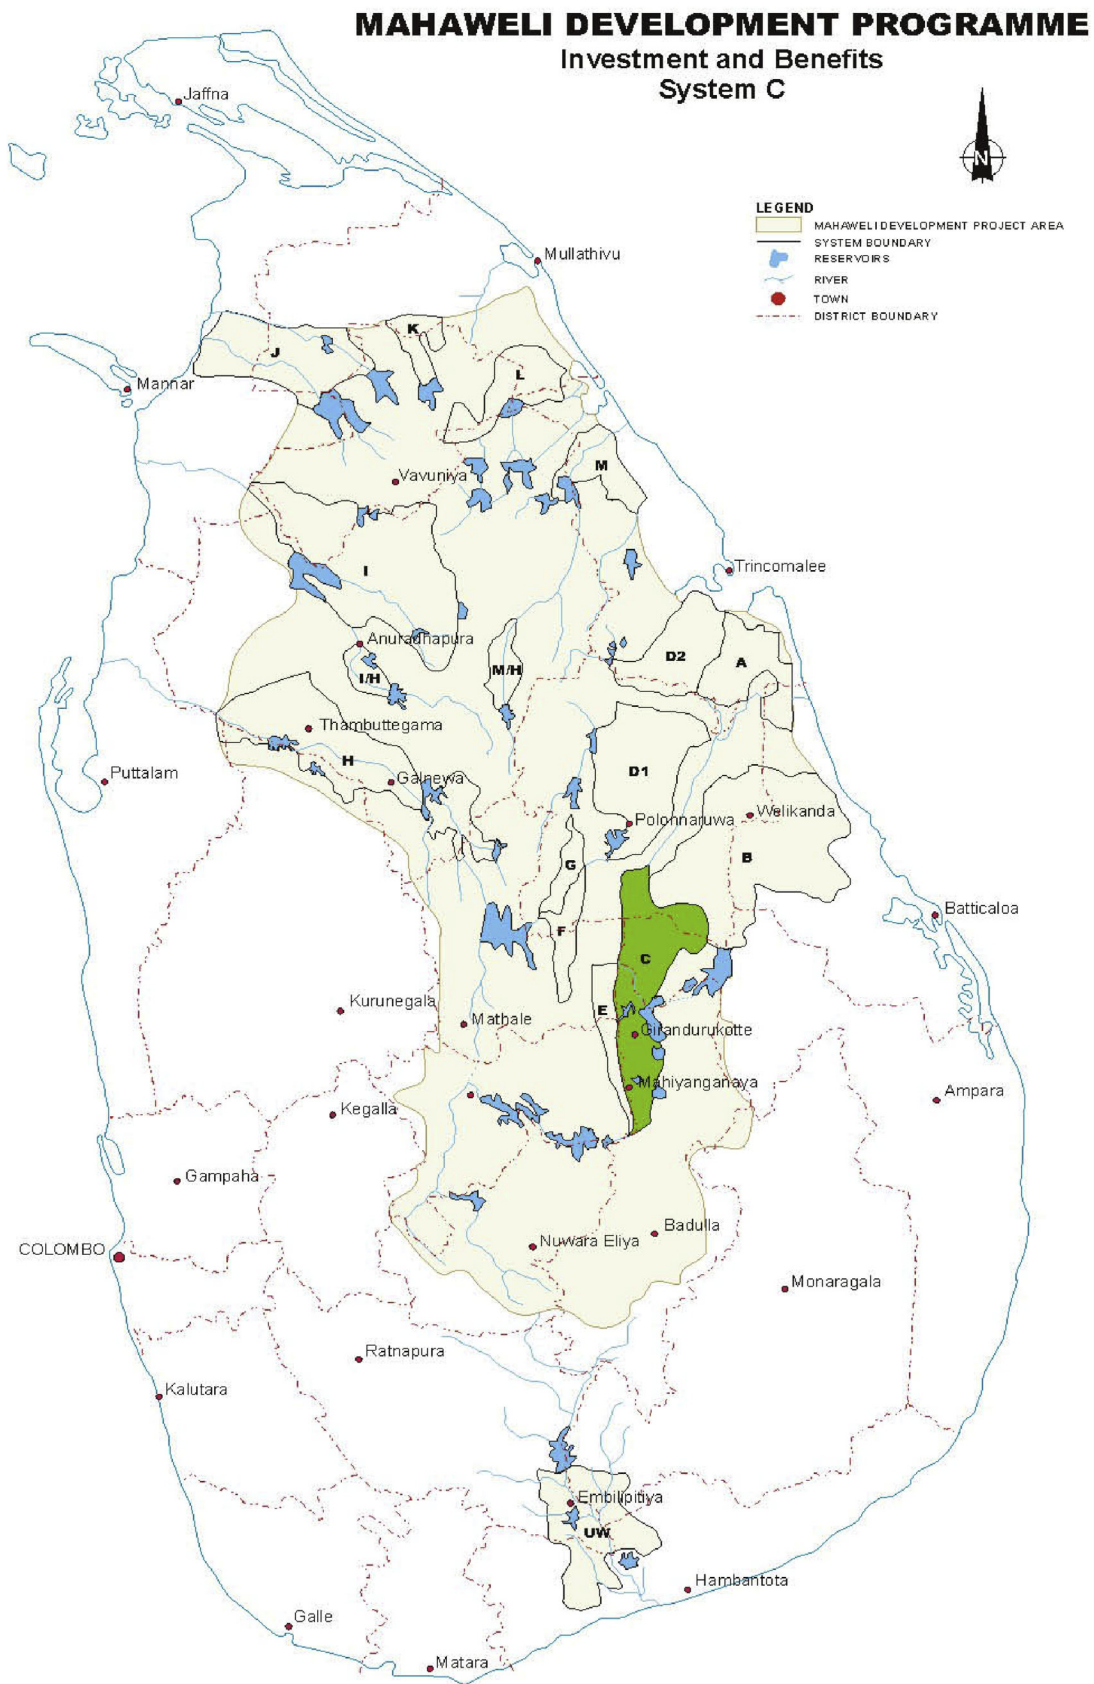 MAHAWELI DEVELOPMENT PROGRAMME
Investment and Benefits
System C
Jaffna
N
LEGEND
MAHAWELI DEVELOPMENT PROJECT AREA
SYSTEM BOUNDARY
RESERVOIRS
RIVER
TOWN
DISTRICT BOUNDARY
Mullathivu
K
J
L
Mannar
M
Vavuniya
I
Trincomalee
Anuradhapura
D2
A
M/H
I/H
Thambuttegama
H
D1
Puttalam
Galnewa
Welikanda
Polonnaruwa
B
G
Batticaloa
F
C
Kurunegala
E
Mathale
Girandurukotte
Mahiyanganaya
Ampara
Kegalla
Gampaha
Badulla
Nuwara Eliya
COLOMBO
Monaragala
Ratnapura
Kalutara
Embilipitiya
UW
Hambantota
Galle
Matara